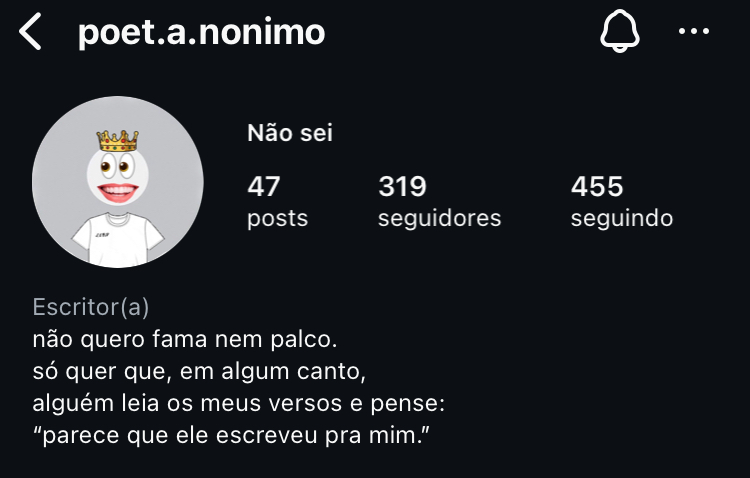 poet.a.nonimo
Não sei
47 319 455
posts seguidores seguindo
Escritor(a)
não quero fama nem palco.
só quer que, em algum canto,
alguém leia os meus versos e pense:
“parece que ele escreveu pra mim.”